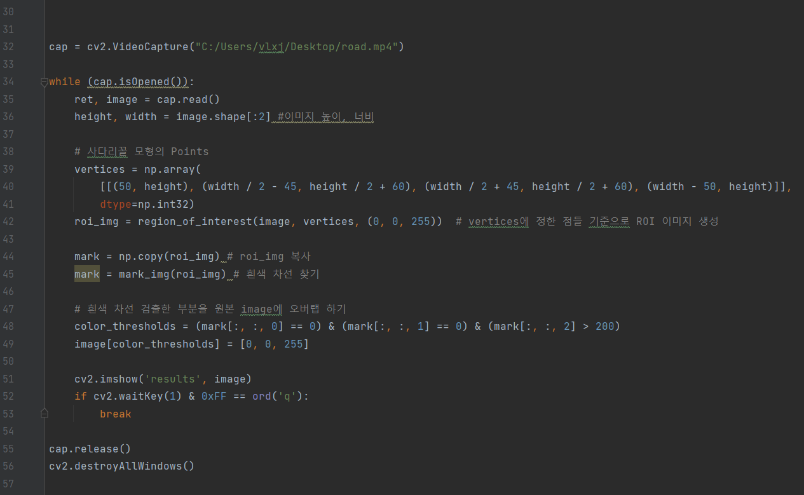 30
31
32 cap = cv2.VideoCapture("C:/Users/vlxj/Desktop/road.mp4")
33
34 while (cap.isOpened()):
35 ret, image = cap.read()
36 height, width = image.shape[:2] #이미지 높이, 너비
37
38 # 사다리꼴 모형의 Points
39 vertices = np.array(
40 [[(50, height), (width / 2 - 45, height / 2 + 60), (width / 2 + 45, height / 2 + 60), (width - 50, height)]],
41 dtype=np.int32)
42 roi_img = region_of_interest(image, vertices, (0, 0, 255)) # vertices에 정한 점들 기준으로 ROI 이미지 생성
43
44 mark = np.copy(roi_img) # roi_img 복사
45 mark = mark_img(roi_img) # 흰색 차선 찾기
46
47 # 흰색 차선 검출한 부분을 원본 image에 오버랩 하기
48 color_thresholds = (mark[:, :, 0] == 0) & (mark[:, :, 1] == 0) & (mark[:, :, 2] > 200)
49 image[color_thresholds] = [0, 0, 255]
50
51 cv2.imshow('results', image)
52 if cv2.waitKey(1) & 0xFF == ord('q'):
53 break
54
55 cap.release()
56 cv2.destroyAllWindows()
57